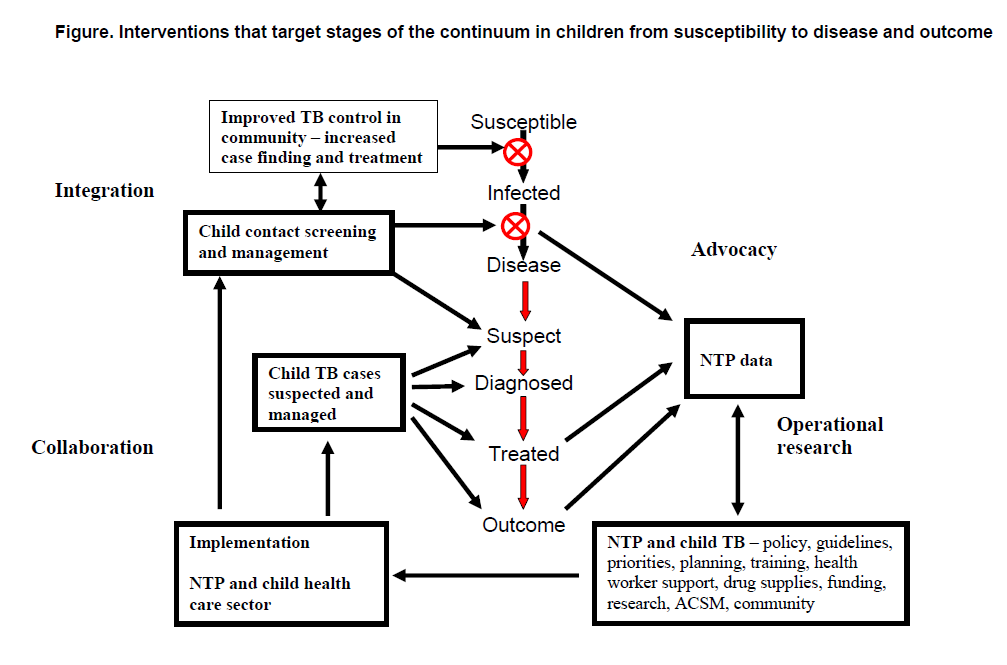 Figure. Interventions that target stages of the continuum in children from susceptibility to disease and outcome
Improved TB control in
community – increased
case finding and treatment
Susceptible
Integration
Infected
Child contact screening
and management
Advocacy
Disease
Suspect
NTP data
Child TB cases
suspected and
managed
Diagnosed
Collaboration
Treated
Operational
research
Outcome
Implementation
NTP and child health
care sector
NTP and child TB – policy, guidelines,
priorities, planning, training, health
worker support, drug supplies, funding,
research, ACSM, community